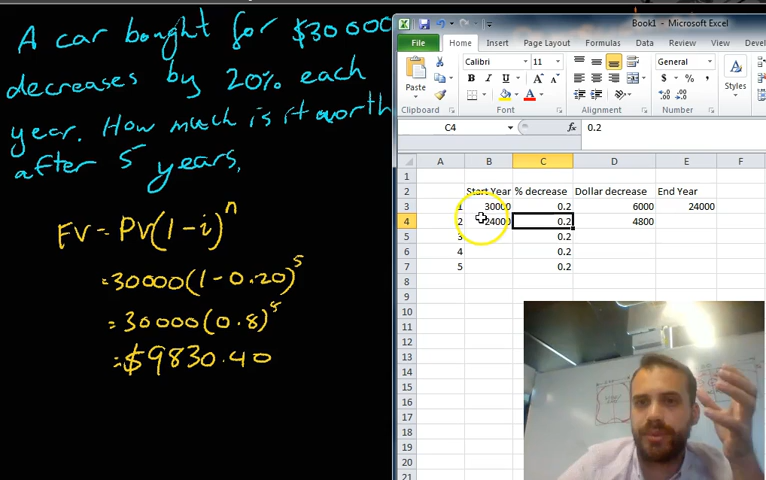 A car bought for $30000
decreases by 20% each
year. How much is it worth
after 5 years.
FV = PV(1-i)^n
=30000(1-0.20)^5
=30000(0.8)^5
=$9830.40
Book1 - Microsoft Excel
File Home Insert Page Layout Formulas Data Review View
Paste Calibri 11 General Styles
B I U $ % ,
Clipboard Font Alignment Number
C4 fx 0.2
A B C D E F
1
2 Start Year % decrease Dollar decrease End Year
3 1 30000 0.2 6000 24000
4 2 24000 0.2 4800
5 3 0.2
6 4 0.2
7 5 0.2
8
9
10
11
12
13
14
15
16
17
18
19
20
21